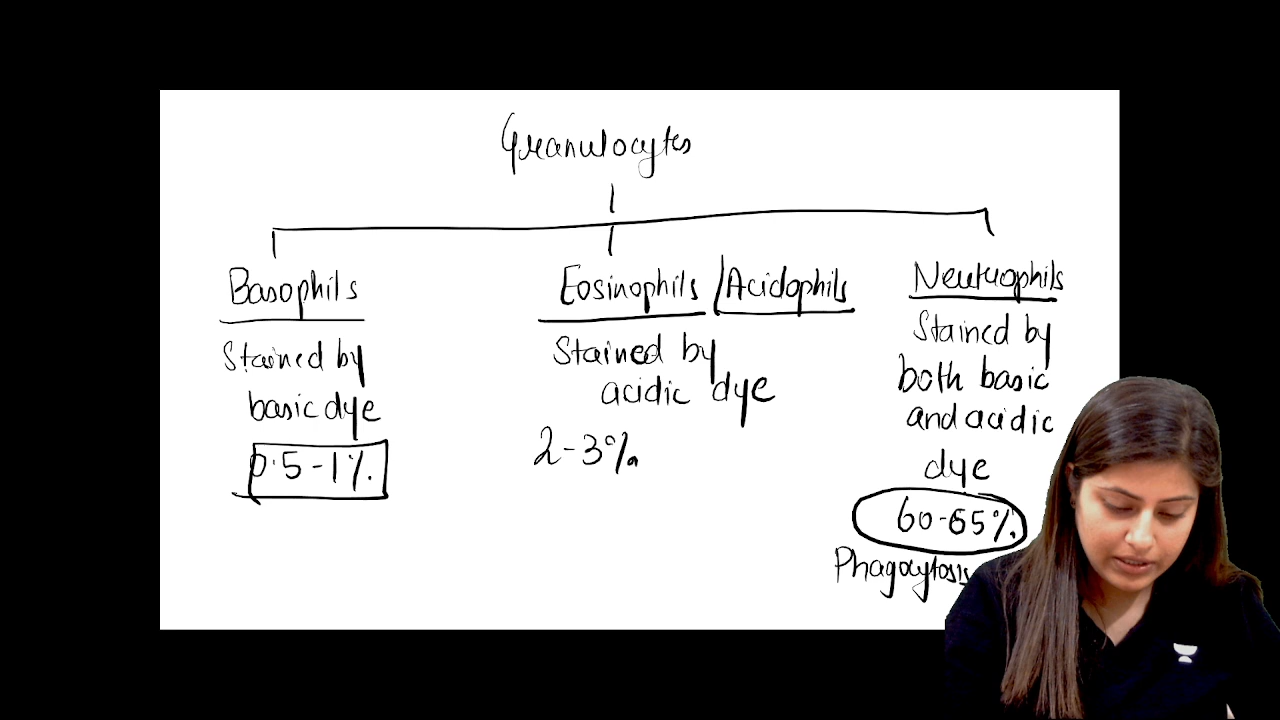 Granulocytes
Basophils
Stained by
basic dye
0.5-1%.
Eosinophils /Acidophils
Stained by
acidic dye
2-3%
Neutrophils
Stained by
both basic
and acidic
dye
60-65%.
Phagocytosis